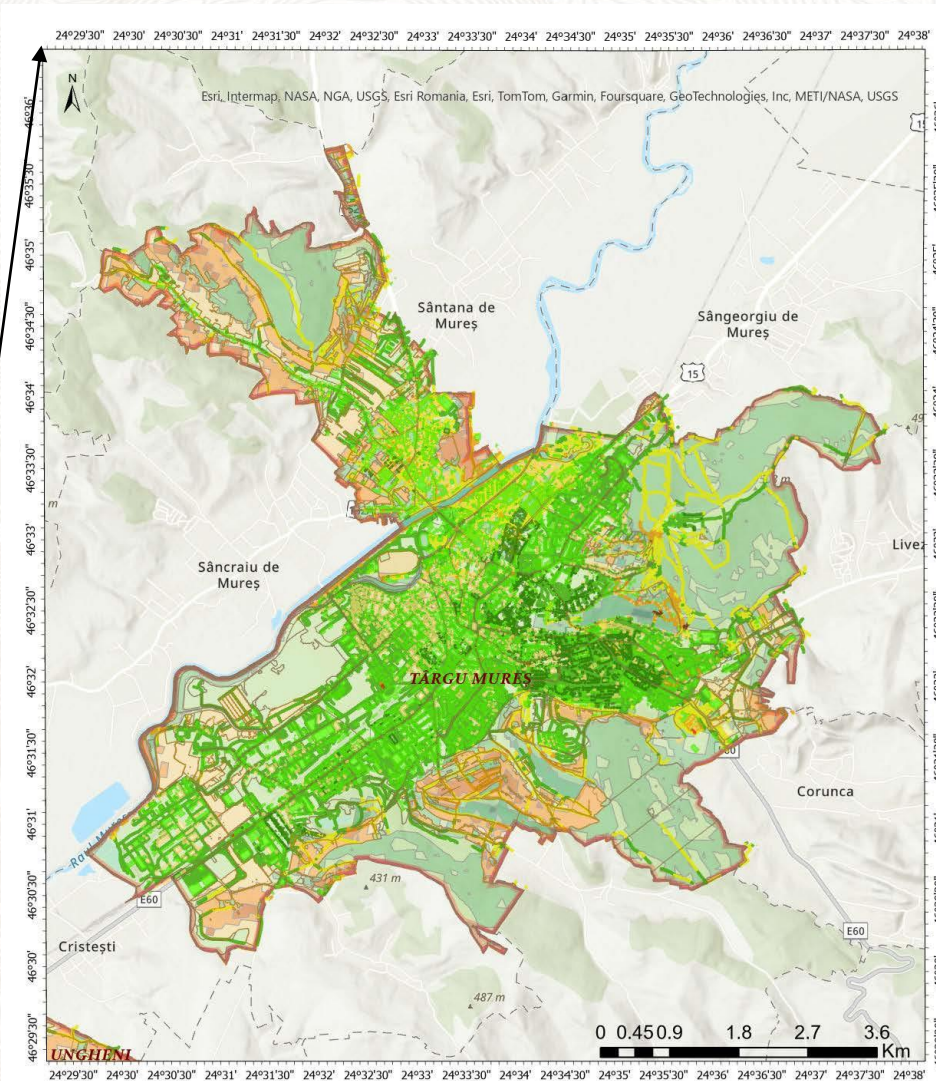 24°29'30" 24°30' 24°30'30" 24°31' 24°31'30" 24°32' 24°32'30" 24°33' 24°33'30" 24°34' 24°34'30" 24°35' 24°35'30" 24°36' 24°36'30" 24°37' 24°37'30" 24°38'
N
Esri, Intermap, NASA, NGA, USGS, Esri Romania, Esri, TomTom, Garmin, Foursquare, GeoTechnologies, Inc, METI/NASA, USGS
46°36'
46°35'30"
46°35'
46°34'30"
46°34'
46°33'30"
46°33'
46°32'30"
46°32'
46°31'30"
46°31'
46°30'30"
46°30'
46°29'30"
Sântana de
Mureș
Sângeorgiu de
Mureș
15
m
Sâncraiu de
Mureș
TÂRGU MUREȘ
Corunca
431 m
E60
E60
Cristești
487 m
UNGHENI
0 0.45 0.9 1.8 2.7 3.6
Km
24°29'30" 24°30' 24°30'30" 24°31' 24°31'30" 24°32' 24°32'30" 24°33' 24°33'30" 24°34' 24°34'30" 24°35' 24°35'30" 24°36' 24°36'30" 24°37' 24°37'30" 24°38'